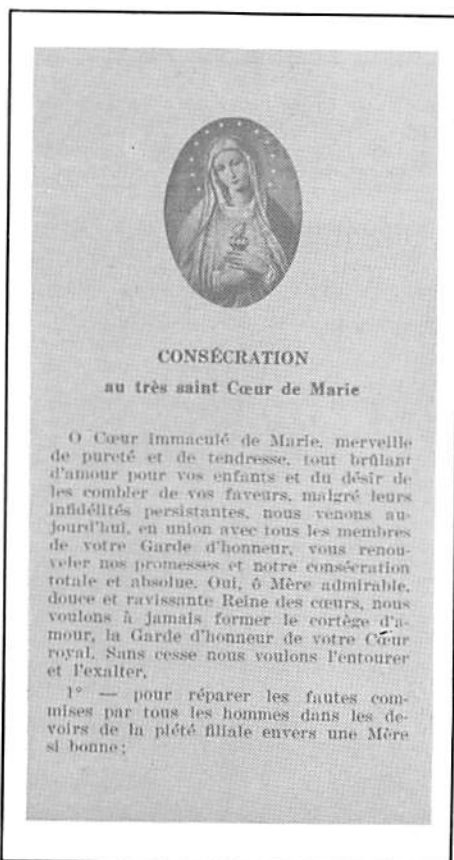 CONSÉCRATION
au très saint Cœur de Marie
O Cœur Immaculé de Marie, merveille
de pureté et de tendresse, tout brûlant
d'amour pour vos enfants et du désir de
les combler de vos faveurs, malgré leurs
infidélités persistantes, nous venons au-
jourd'hui, en union avec tous les membres
de votre Garde d'honneur, vous renou-
veler nos promesses et notre consécration
totale et absolue. Oui, ô Mère admirable,
douce et ravissante Reine des cœurs, nous
voulons à jamais former le cortège d'a-
mour, la Garde d'honneur de votre Cœur
royal. Sans cesse nous voulons l'entourer
et l'exalter,
1° — pour réparer les fautes com-
mises par tous les hommes dans les de-
voirs de la piété filiale envers une Mère
si bonne;